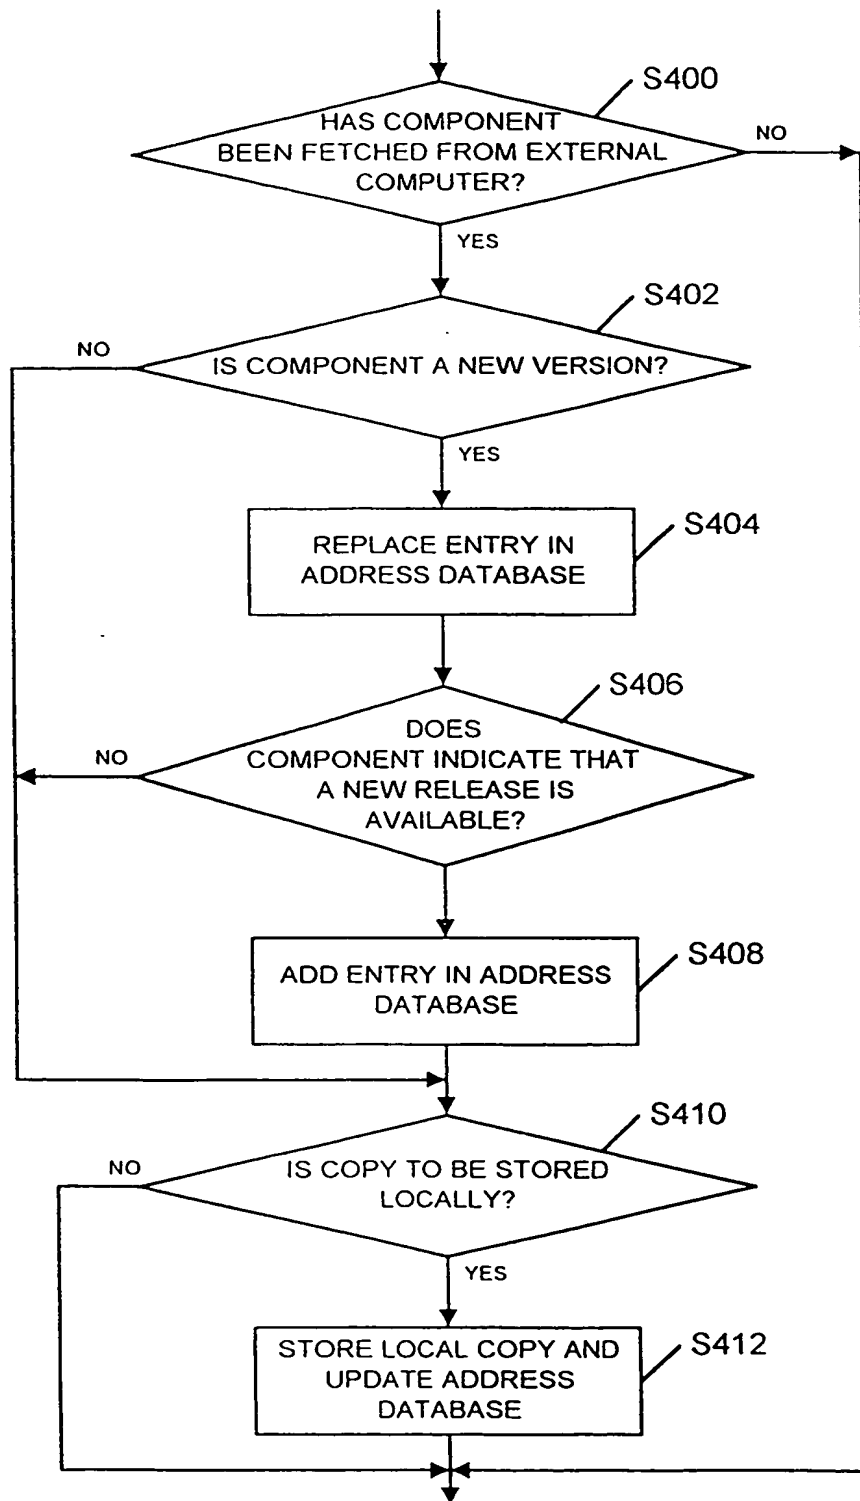 S400
HAS COMPONENT
BEEN FETCHED FROM EXTERNAL
COMPUTER?
NO
YES
S402
NO
IS COMPONENT A NEW VERSION?
YES
S404
REPLACE ENTRY IN
ADDRESS DATABASE
S406
DOES
COMPONENT INDICATE THAT
A NEW RELEASE IS
AVAILABLE?
NO
S408
ADD ENTRY IN ADDRESS
DATABASE
S410
NO
IS COPY TO BE STORED
LOCALLY?
YES
S412
STORE LOCAL COPY AND
UPDATE ADDRESS
DATABASE